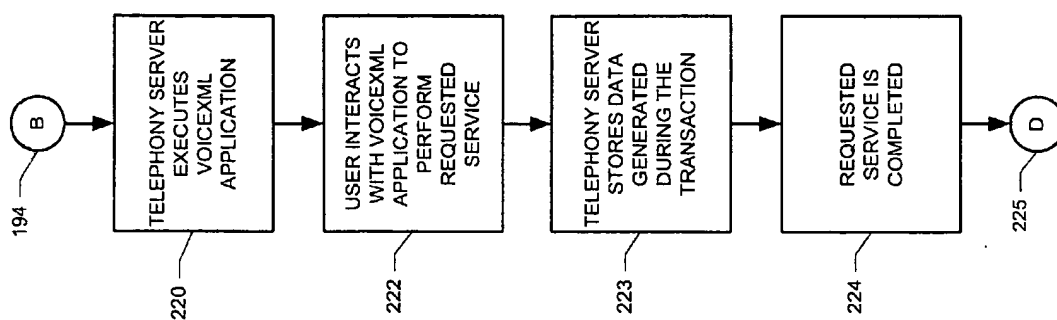 B
194
TELEPHONY SERVER
EXECUTES
VOICEXML
APPLICATION
220
USER INTERACTS
WITH VOICEXML
APPLICATION TO
PERFORM
REQUESTED
SERVICE
222
TELEPHONY SERVER
STORES DATA
GENERATED
DURING THE
TRANSACTION
223
REQUESTED
SERVICE IS
COMPLETED
224
D
225